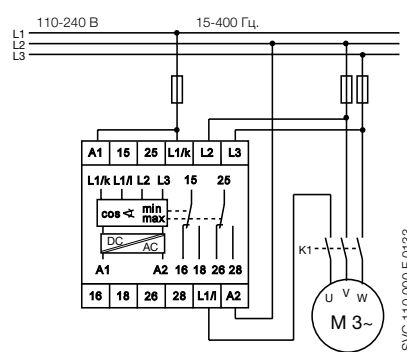 110-240 В 15-400 Гц.
L1
L2
L3
A1 15 25 L1/k L2 L3
L1/k L1/l L2 L3 15 25
cos ∢ min max
DC AC
A1 A2 16 18 26 28
16 18 26 28 L1/l A2
K1
U V W
M 3~
SVC 110 000 F 0133